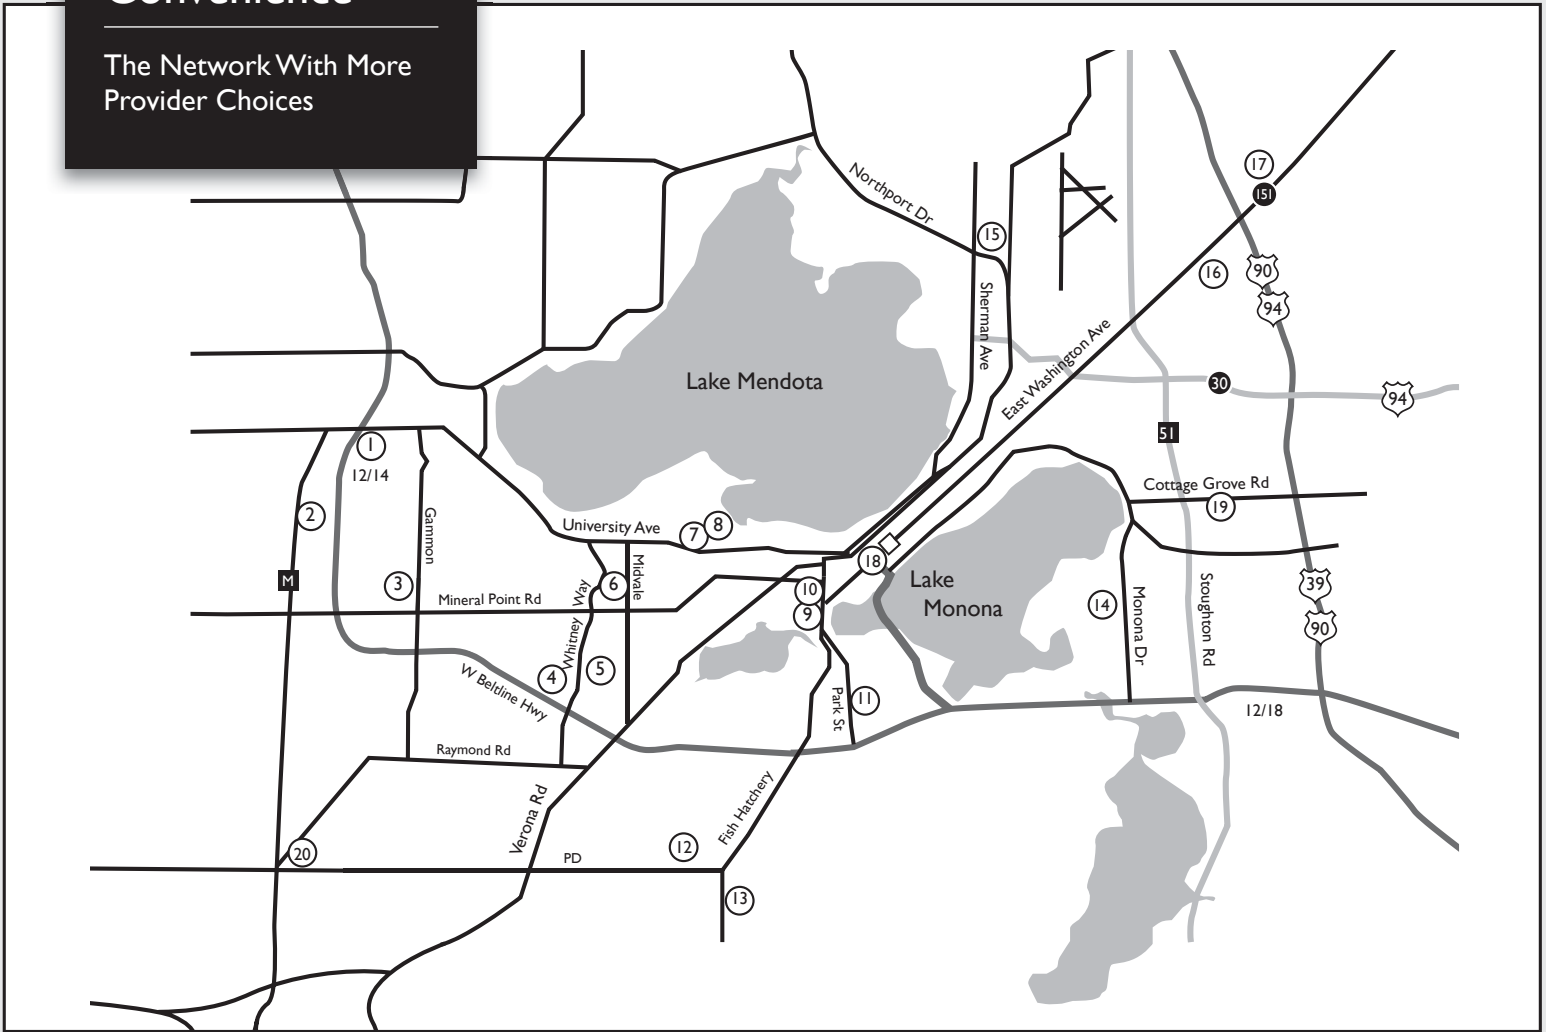 Convenience
The Network With More
Provider Choices
17
151
Northport Dr
15
16
90
94
Sherman Ave
East Washington Ave
Lake Mendota
30
94
51
1
12/14
Cottage Grove Rd
19
2
Gammon
University Ave
7
8
18
M
3
6
Midvale
10
Lake
Monona
39
Mineral Point Rd
9
14
Monona Dr
Stoughton Rd
90
Whitney Way
4
5
W Beltline Hwy
Park St
11
12/18
Raymond Rd
Verona Rd
Fish Hatchery
20
PD
12
13